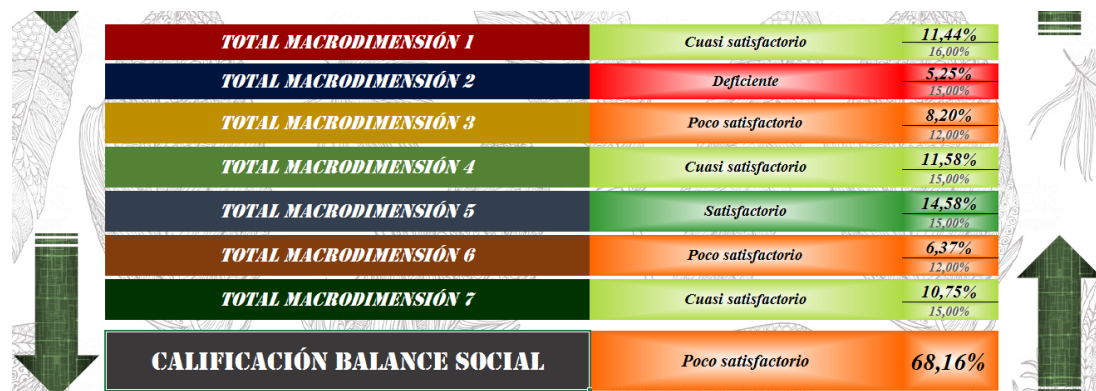 TOTAL MACRODIMENSIÓN 1 Cuasi satisfactorio 11,44%
16,00%
TOTAL MACRODIMENSIÓN 2 Deficiente 5,25%
15,00%
TOTAL MACRODIMENSIÓN 3 Poco satisfactorio 8,20%
12,00%
TOTAL MACRODIMENSIÓN 4 Cuasi satisfactorio 11,58%
15,00%
TOTAL MACRODIMENSIÓN 5 Satisfactorio 14,58%
15,00%
TOTAL MACRODIMENSIÓN 6 Poco satisfactorio 6,37%
12,00%
TOTAL MACRODIMENSIÓN 7 Cuasi satisfactorio 10,75%
15,00%
CALIFICACIÓN BALANCE SOCIAL Poco satisfactorio 68,16%